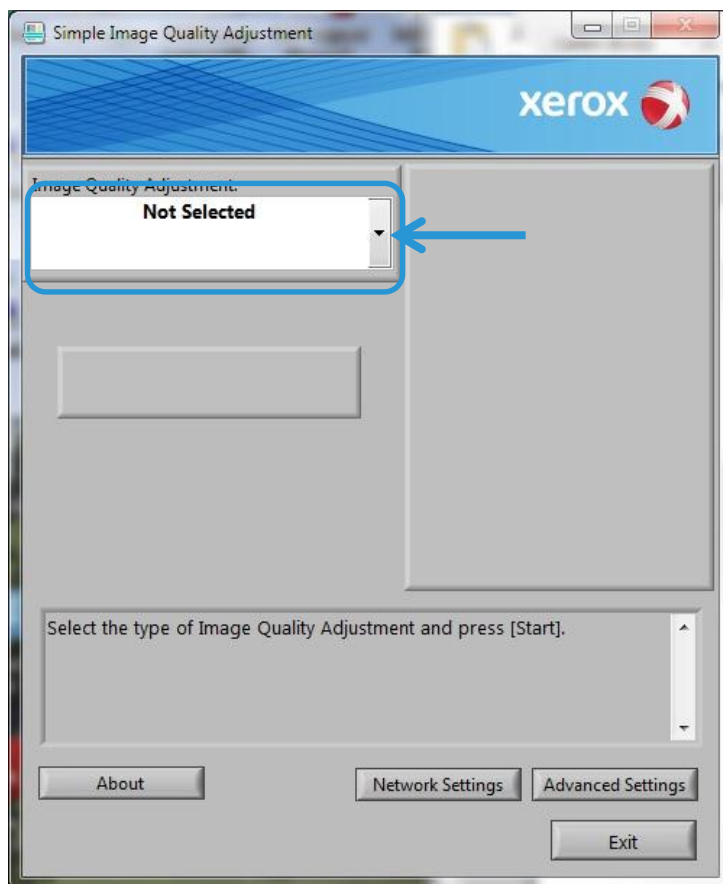 Simple Image Quality Adjustment
xerox
Image Quality Adjustment:
Not Selected
Select the type of Image Quality Adjustment and press [Start].
About
Network Settings
Advanced Settings
Exit